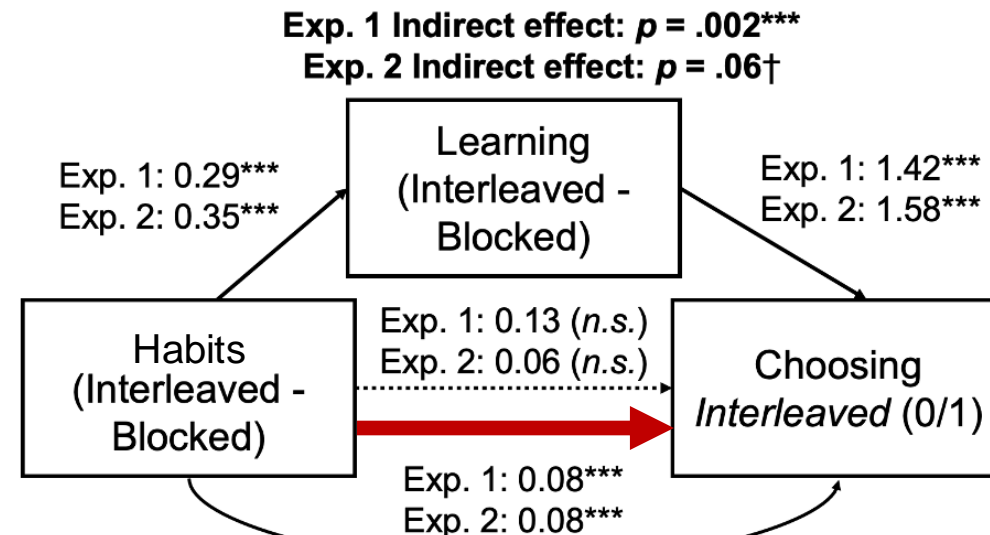 Exp. 1 Indirect effect: p = .002***
Exp. 2 Indirect effect: p = .06†
Learning
(Interleaved -
Blocked)
Exp. 1: 0.29***
Exp. 2: 0.35***
Exp. 1: 1.42***
Exp. 2: 1.58***
Habits
(Interleaved -
Blocked)
Exp. 1: 0.13 (n.s.)
Exp. 2: 0.06 (n.s.)
Choosing
Interleaved (0/1)
Exp. 1: 0.08***
Exp. 2: 0.08***